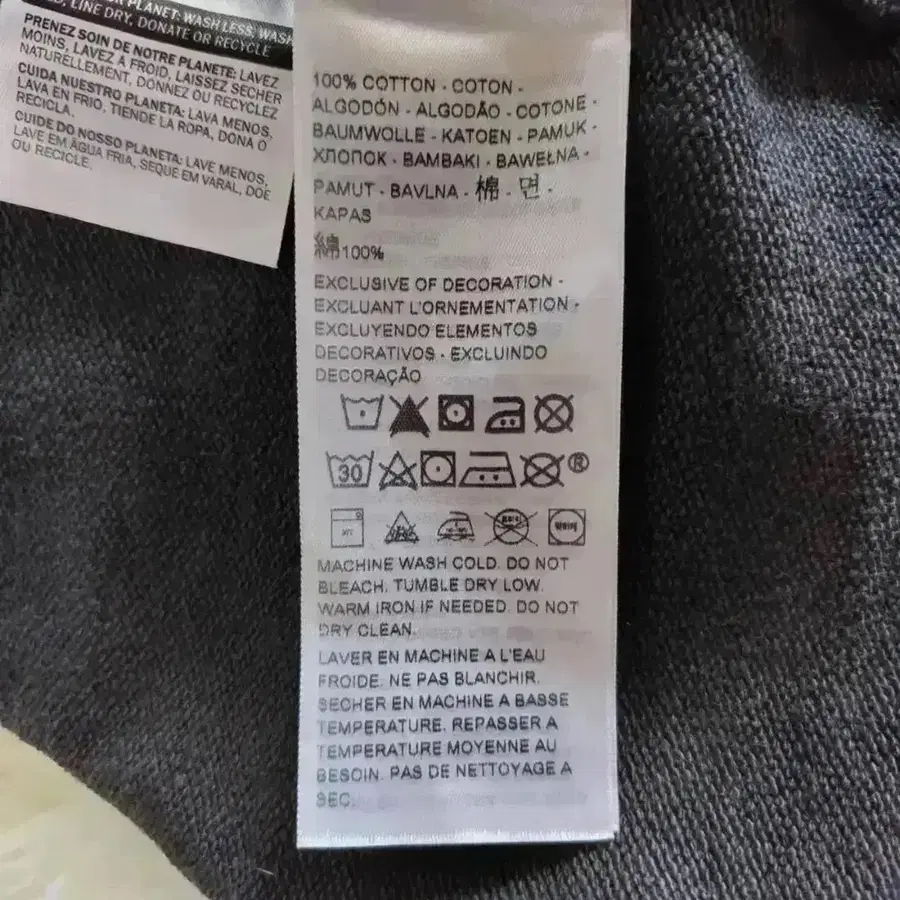 PLANET: WASH LESS, WASH
LINE DRY, DONATE OR RECYCLE
PRENEZ SOIN DE NOTRE PLANETE: LAVEZ
MOINS, LAVEZ À FROID, LAISSEZ SECHER
NATURELLEMENT, DONNEZ OU RECYCLEZ
CUIDA NUESTRO PLANETA: LAVA MENOS,
LAVA EN FRIO, TIENDE LA ROPA, DONA O
RECICLA.
CUIDE DO NOSSO PLANETA: LAVE MENOS,
LAVE EM ÁGUA FRIA, SEQUE EM VARAL, DOE
OU RECICLE.
100% COTTON - COTON -
ALGODÓN - ALGODÃO - COTONE -
BAUMWOLLE - KATOEN - PAMUK -
ХЛОПОК - BAMBAKI - BAWEŁNA -
PAMUT - BAVLNA - 棉 - 면 -
KAPAS
綿100%
EXCLUSIVE OF DECORATION -
EXCLUANT L'ORNEMENTATION -
EXCLUYENDO ELEMENTOS
DECORATIVOS - EXCLUINDO
DECORAÇÃO
30 ®
MACHINE WASH COLD. DO NOT
BLEACH. TUMBLE DRY LOW.
WARM IRON IF NEEDED. DO NOT
DRY CLEAN.
LAVER EN MACHINE A L'EAU
FROIDE. NE PAS BLANCHIR.
SECHER EN MACHINE A BASSE
TEMPERATURE. REPASSER A
TEMPERATURE MOYENNE AU
BESOIN. PAS DE NETTOYAGE A
SEC.